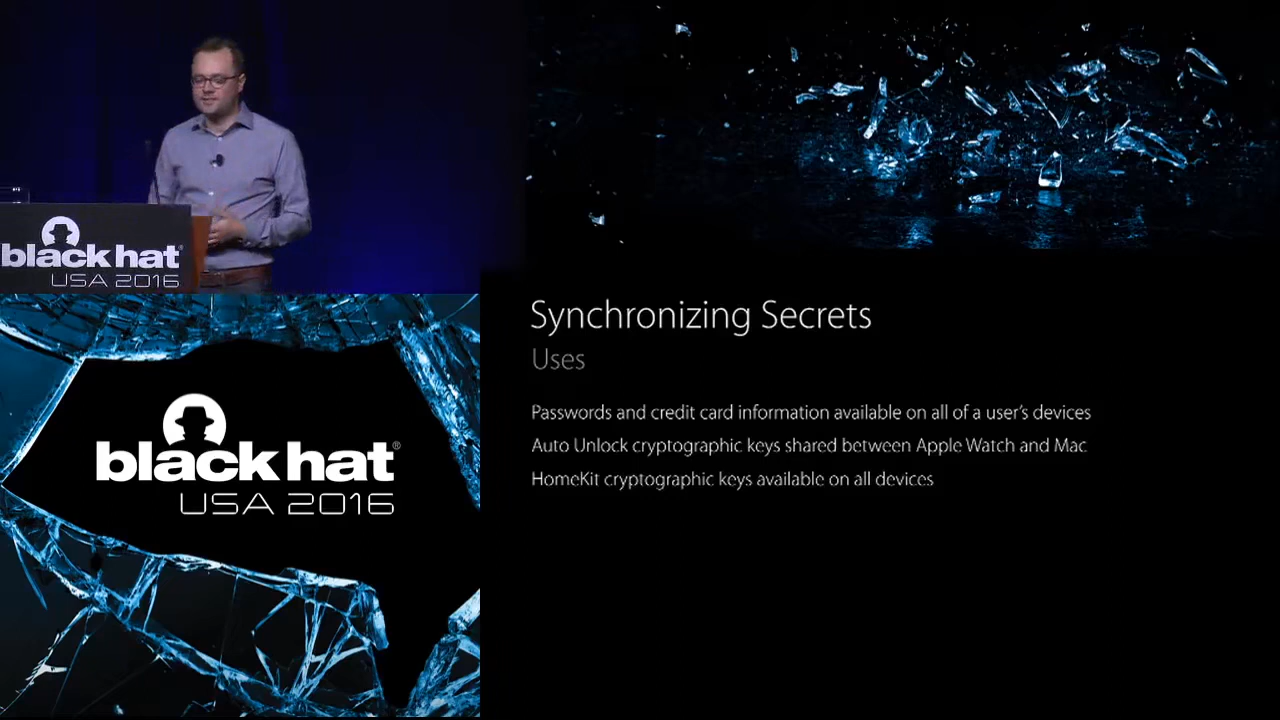 black hat®
USA 2016
black hat®
USA 2016
Synchronizing Secrets
Uses
Passwords and credit card information available on all of a user's devices
Auto Unlock cryptographic keys shared between Apple Watch and Mac
HomeKit cryptographic keys available on all devices